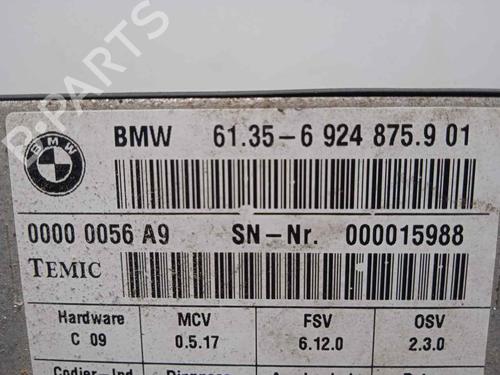 BMW 61.35-6 924 875.9 01
BMW
0000 0056 A9 SN-Nr. 000015988
TEMIC
Hardware MCV FSV OSV
C 09 0.5.17 6.12.0 2.3.0
B-PARTS